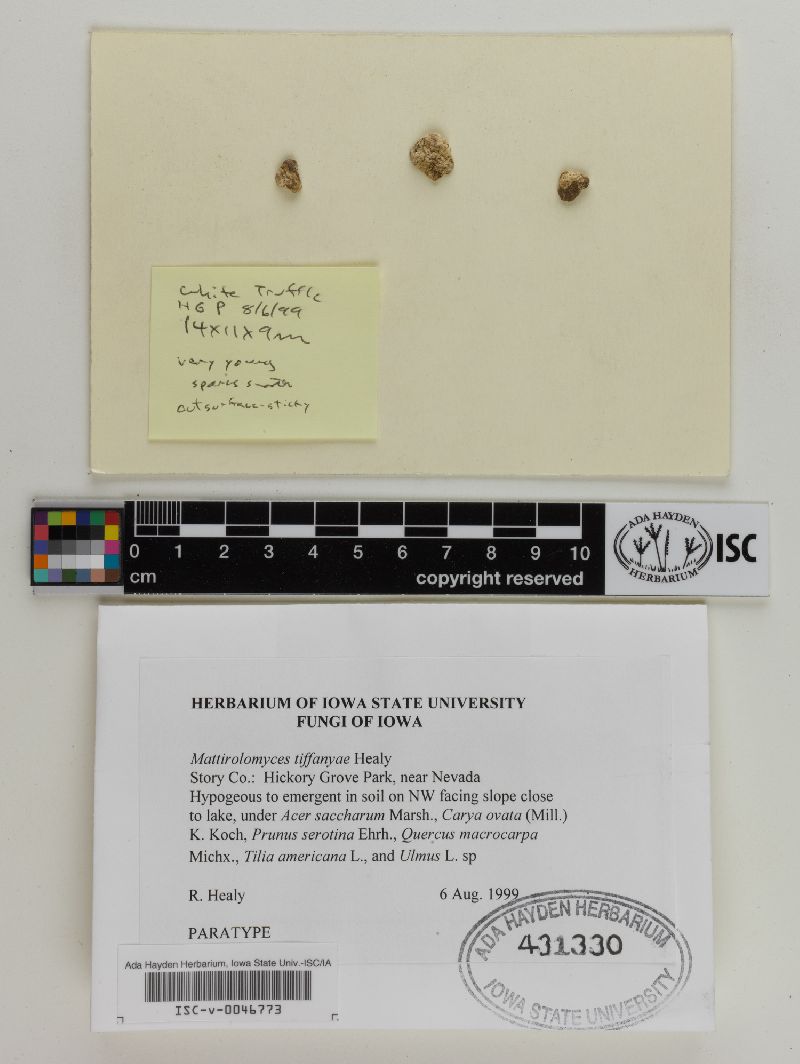 White Truffle
HGP 8/6/99
14x11x9m
very young
spores smooth
cut surface-sticky
0 1 2 3 4 5 6 7 8 9 10
cm
copyright reserved
ADA HAYDEN
HERBARIUM
ISC
HERBARIUM OF IOWA STATE UNIVERSITY
FUNGI OF IOWA
Mattirolomyces tiffanyae Healy
Story Co.: Hickory Grove Park, near Nevada
Hypogeous to emergent in soil on NW facing slope close
to lake, under Acer saccharum Marsh., Carya ovata (Mill.)
K. Koch, Prunus serotina Ehrh., Quercus macrocarpa
Michx., Tilia americana L., and Ulmus L. sp
R. Healy 6 Aug. 1999
PARATYPE
ADA HAYDEN HERBARIUM
431330
IOWA STATE UNIVERSITY
Ada Hayden Herbarium, Iowa State Univ.-ISC/IA
ISC-v-0046773